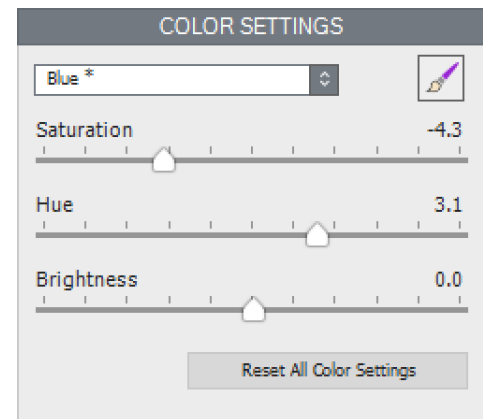 COLOR SETTINGS
Blue *
Saturation -4.3
Hue 3.1
Brightness 0.0
Reset All Color Settings